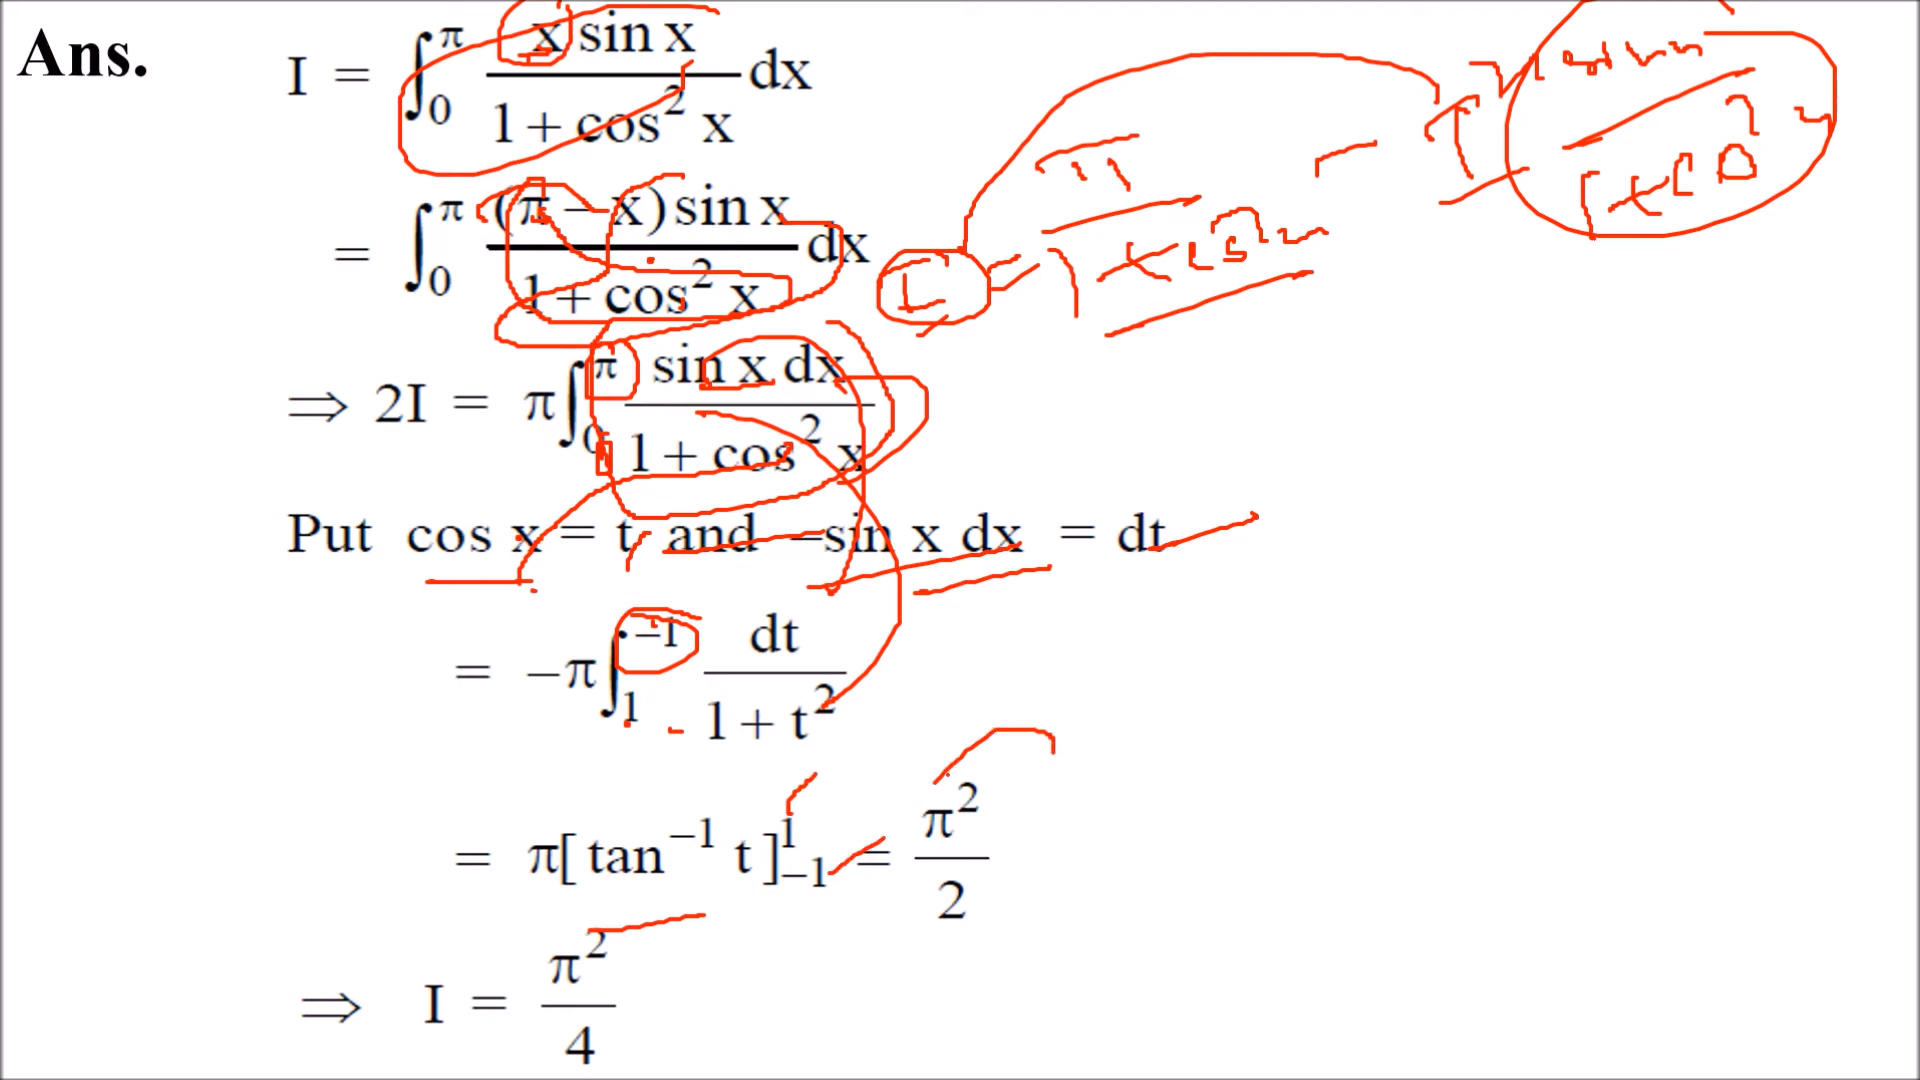 Ans. I = ∫₀^π x sin x / (1 + cos² x) dx
= ∫₀^π (π − x) sin x / (1 + cos² x) dx
⇒ 2I = π ∫₀^π sin x dx / (1 + cos² x)
Put cos x = t and −sin x dx = dt
= −π ∫₁^−1 dt / (1 + t²)
= π[tan⁻¹ t]₋₁¹ = π² / 2
⇒ I = π² / 4